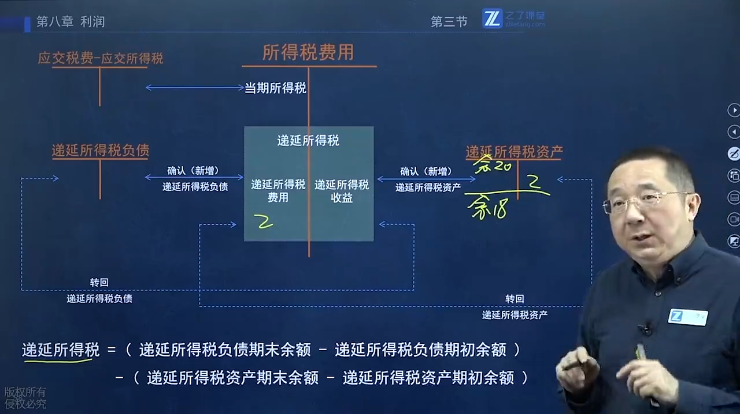 第八章 利润
第三节
之了课堂
应交税费-应交所得税
所得税费用
当期所得税
递延所得税负债
递延所得税
递延所得税资产
确认（新增）
递延所得税负债
确认（新增）
递延所得税资产
余20
2
余18
递延所得税
费用
递延所得税
收益
2
转回
递延所得税负债
转回
递延所得税资产
递延所得税 =（ 递延所得税负债期末余额 - 递延所得税负债期初余额 ）
-（ 递延所得税资产期末余额 - 递延所得税资产期初余额 ）
版权所有
侵权必究